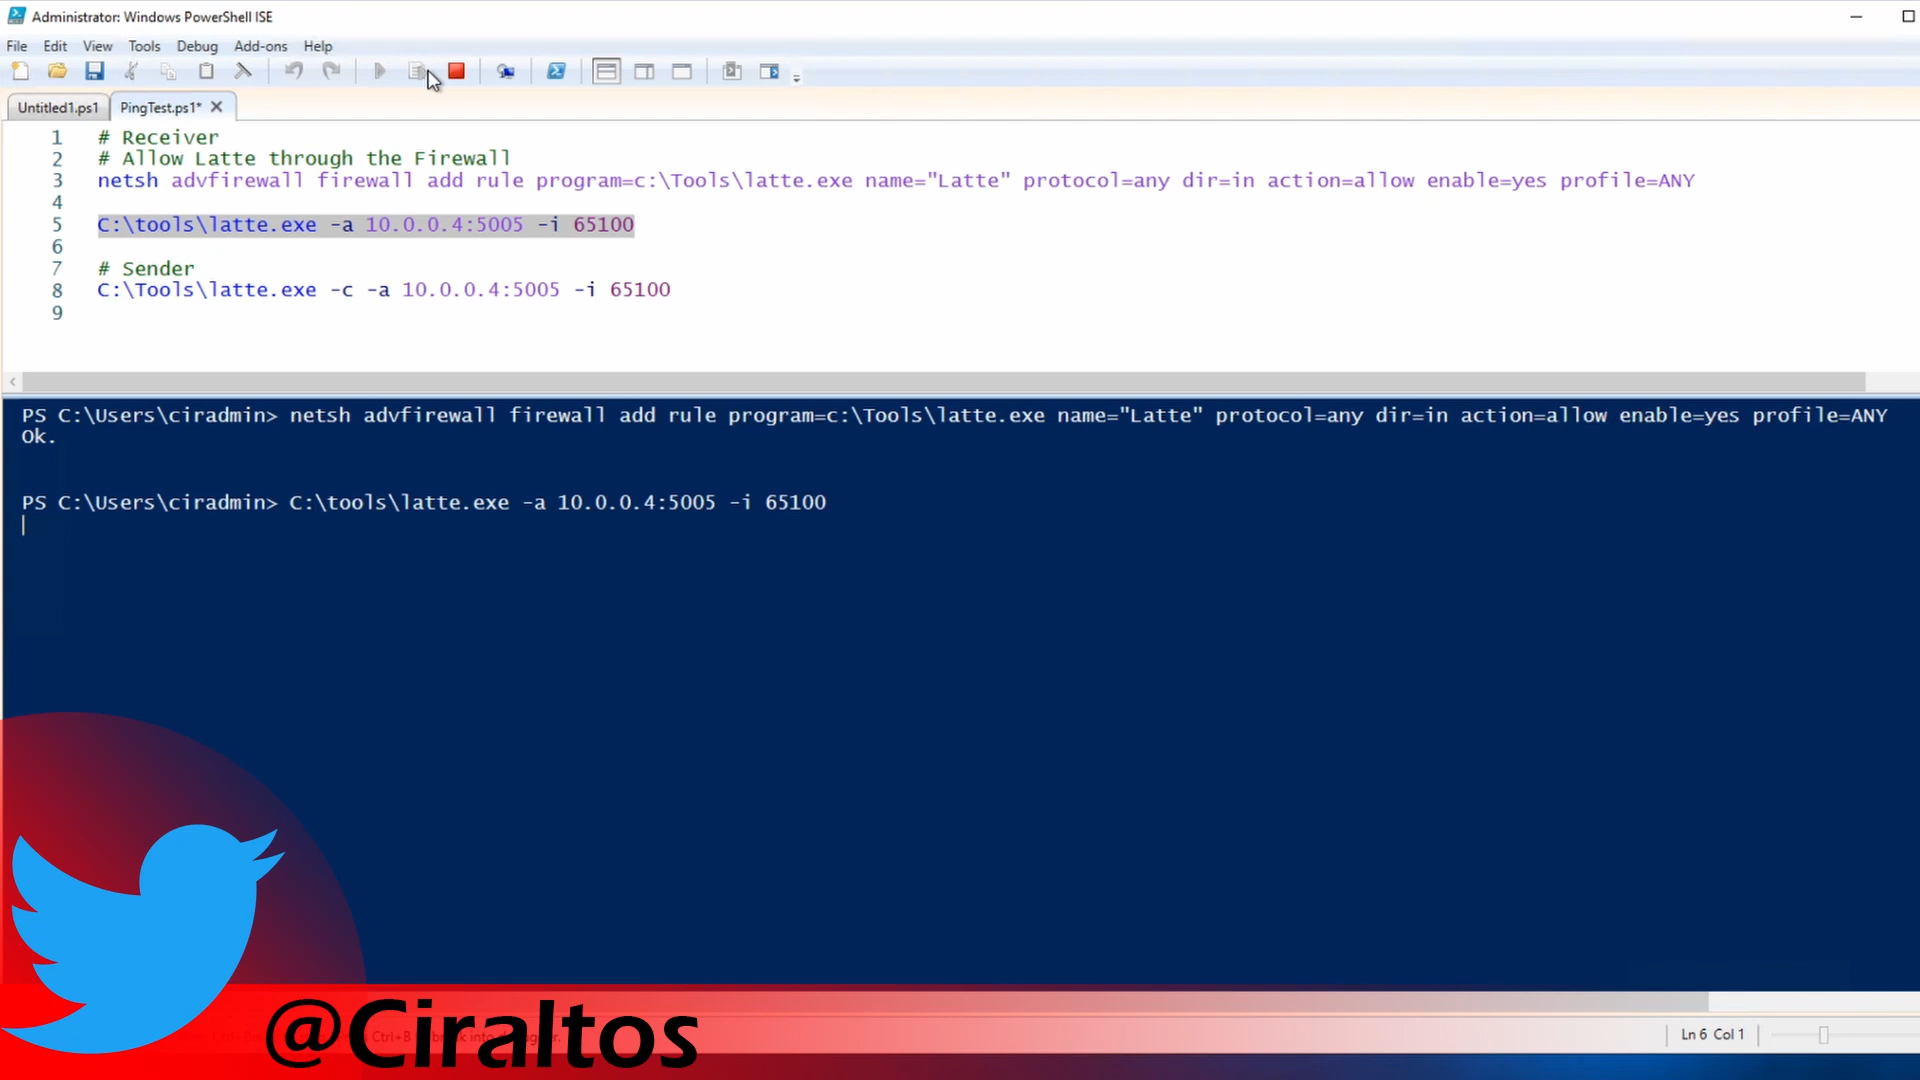 Administrator: Windows PowerShell ISE
File Edit View Tools Debug Add-ons Help
Untitled1.ps1 PingTest.ps1*
1 # Receiver
2 # Allow Latte through the Firewall
3 netsh advfirewall firewall add rule program=c:\Tools\latte.exe name="Latte" protocol=any dir=in action=allow enable=yes profile=ANY
4
5 C:\tools\latte.exe -a 10.0.0.4:5005 -i 65100
6
7 # Sender
8 C:\Tools\latte.exe -c -a 10.0.0.4:5005 -i 65100
9
PS C:\Users\ciradmin> netsh advfirewall firewall add rule program=c:\Tools\latte.exe name="Latte" protocol=any dir=in action=allow enable=yes profile=ANY
Ok.
PS C:\Users\ciradmin> C:\tools\latte.exe -a 10.0.0.4:5005 -i 65100
@Ciraltos
Ln 6 Col 1